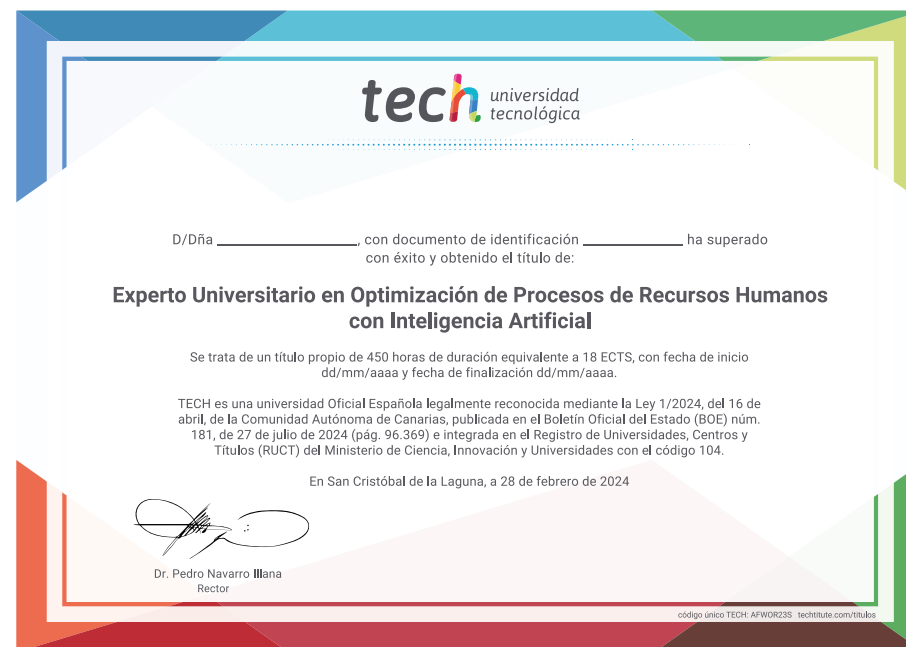 tech universidad
tecnológica
D/Dña ____________________, con documento de identificación ______________ ha superado
con éxito y obtenido el título de:
Experto Universitario en Optimización de Procesos de Recursos Humanos
con Inteligencia Artificial
Se trata de un título propio de 450 horas de duración equivalente a 18 ECTS, con fecha de inicio
dd/mm/aaaa y fecha de finalización dd/mm/aaaa.
TECH es una universidad Oficial Española legalmente reconocida mediante la Ley 1/2024, del 16 de
abril, de la Comunidad Autónoma de Canarias, publicada en el Boletín Oficial del Estado (BOE) núm.
181, de 27 de julio de 2024 (pág. 96.369) e integrada en el Registro de Universidades, Centros y
Títulos (RUCT) del Ministerio de Ciencia, Innovación y Universidades con el código 104.
En San Cristóbal de la Laguna, a 28 de febrero de 2024
Dr. Pedro Navarro Illana
Rector
código único TECH: AFWOR23S techtitute.com/titulos